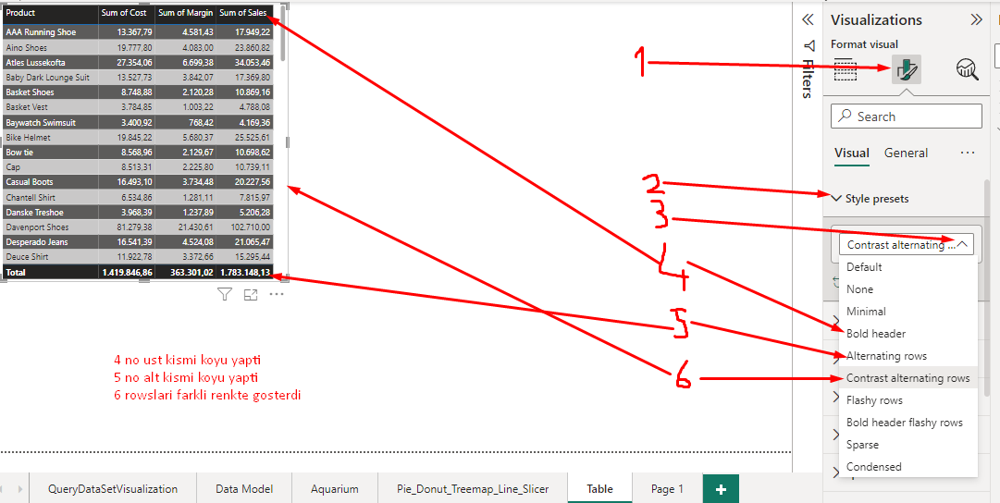 Product Sum of Cost Sum of Margin Sum of Sales
AAA Running Shoe 13.367,79 4.581,43 17.949,22
Aino Shoes 19.777,80 4.083,00 23.860,82
Atles Lussekofta 27.354,06 6.699,38 34.053,46
Baby Dark Lounge Suit 13.527,73 3.842,07 17.369,80
Basket Shoes 8.748,88 2.120,28 10.869,16
Basket Vest 3.784,85 1.003,22 4.788,08
Baywatch Swimsuit 3.400,92 768,42 4.169,36
Bike Helmet 19.845,22 5.680,37 25.525,61
Bow tie 8.568,96 2.129,67 10.698,62
Cap 8.513,31 2.225,80 10.739,11
Casual Boots 16.493,10 3.734,48 20.227,56
Chantell Shirt 6.534,86 1.281,11 7.815,97
Danske Treshoe 3.968,39 1.237,89 5.206,28
Davenport Shoes 81.279,38 21.430,61 102.710,00
Desperado Jeans 16.541,39 4.524,08 21.065,47
Deuce Shirt 11.922,78 3.372,66 15.295,44
Total 1.419.846,86 363.301,02 1.783.148,13
4 no ust kismi koyu yapti
5 no alt kismi koyu yapti
6 rowslari farkli renkte gosterdi
1
2
3
4
5
6
Filters
Visualizations
Format visual
Search
Visual General
Style presets
Contrast alternating ...
Default
None
Minimal
Bold header
Alternating rows
Contrast alternating rows
Flashy rows
Bold header flashy rows
Sparse
Condensed
QueryDataSetVisualization Data Model Aquarium Pie_Donut_Treemap_Line_Slicer Table Page 1 +